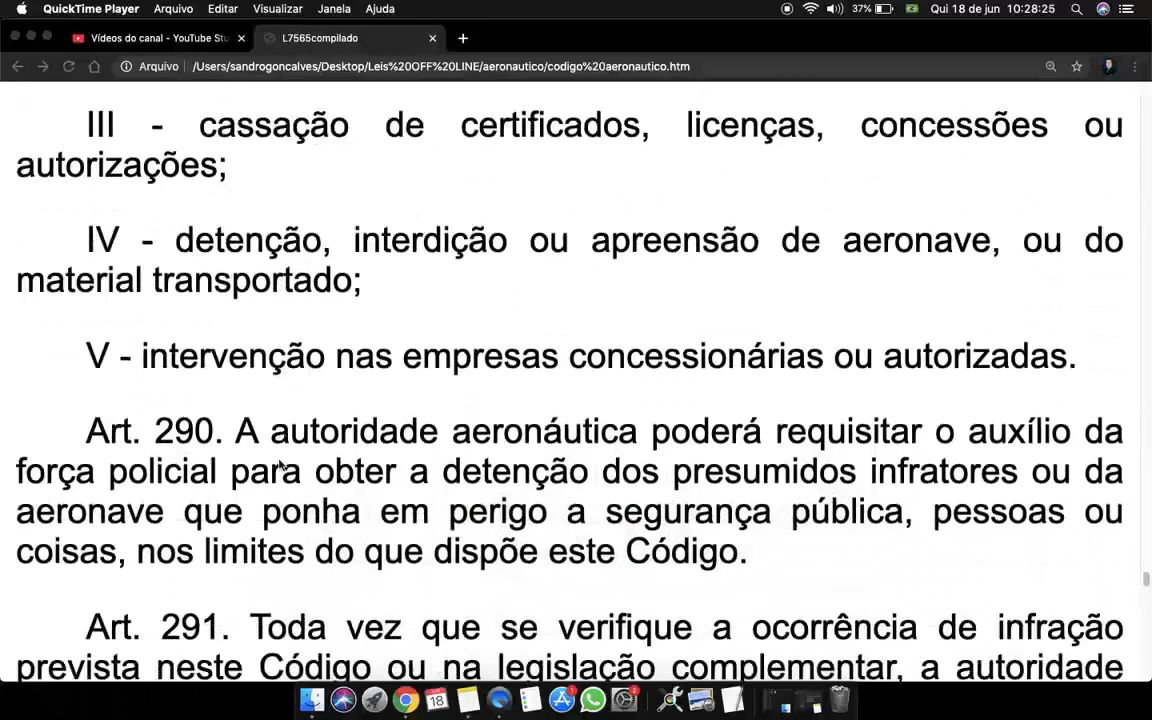 QuickTime Player Arquivo Editar Visualizar Janela Ajuda 37% Qui 18 de jun 10:28:25
Vídeos do canal - YouTube Stu L7565compilado
Arquivo /Users/sandrogoncalves/Desktop/Leis%20OFF%20LINE/aeronautico/codigo%20aeronautico.htm
III - cassação de certificados, licenças, concessões ou
autorizações;
IV - detenção, interdição ou apreensão de aeronave, ou do
material transportado;
V - intervenção nas empresas concessionárias ou autorizadas.
Art. 290. A autoridade aeronáutica poderá requisitar o auxílio da
força policial para obter a detenção dos presumidos infratores ou da
aeronave que ponha em perigo a segurança pública, pessoas ou
coisas, nos limites do que dispõe este Código.
Art. 291. Toda vez que se verifique a ocorrência de infração
prevista neste Código ou na legislação complementar, a autoridade
18